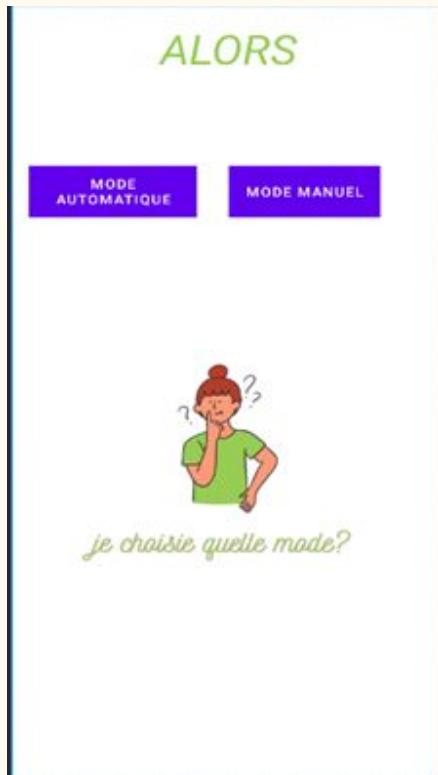 ALORS
MODE
AUTOMATIQUE
MODE MANUEL
? ? ?
je choisie quelle mode?